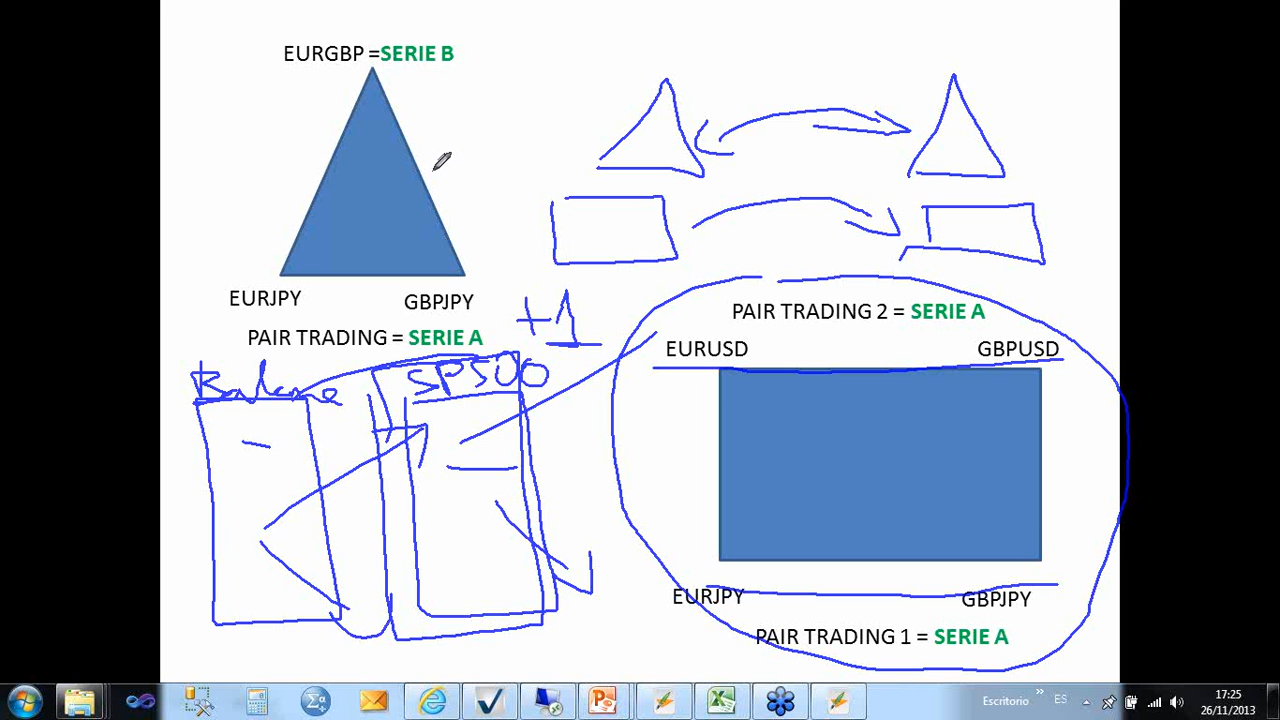 EURGBP =SERIE B
EURJPY
GBPJPY
PAIR TRADING = SERIE A
+1
SP500
PAIR TRADING 2 = SERIE A
EURUSD
GBPUSD
EURJPY
GBPJPY
PAIR TRADING 1 = SERIE A
Escritorio
»
ES
17:25
26/11/2013